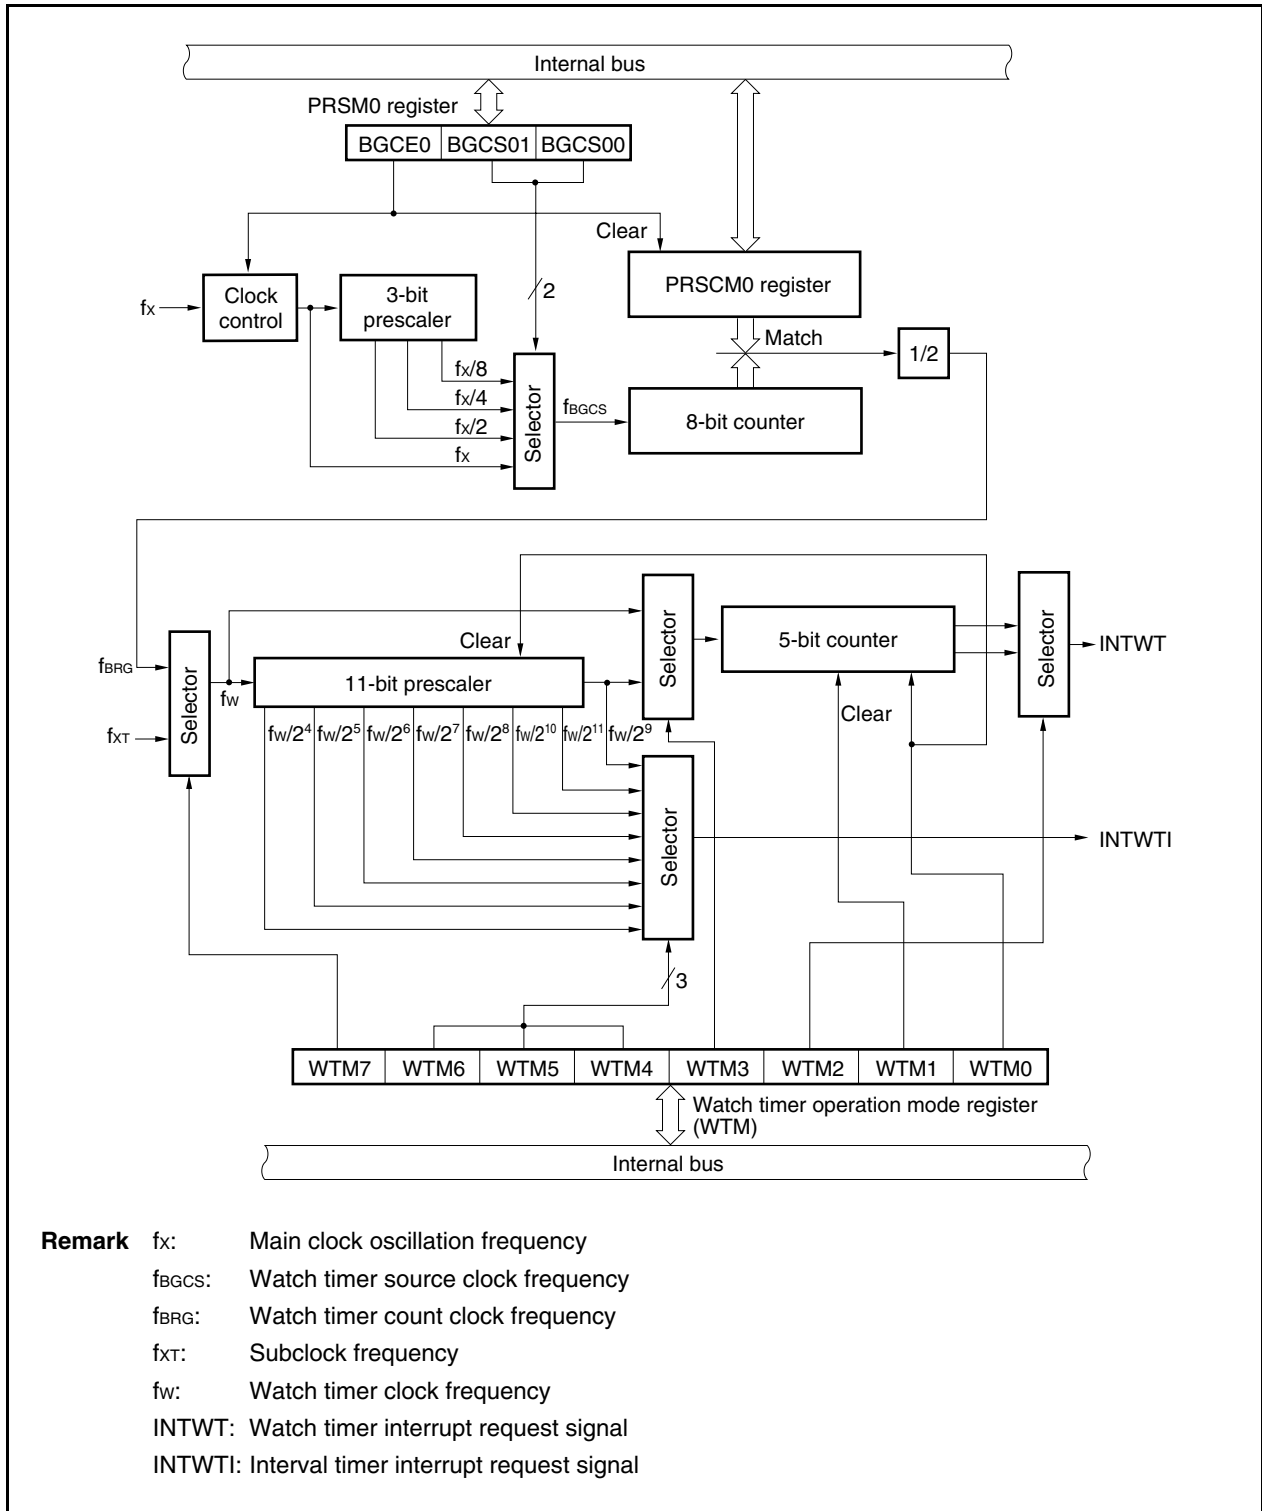 Internal bus
PRSM0 register
BGCE0 BGCS01 BGCS00
Clear
PRSCM0 register
2
fX
Clock
control
3-bit
prescaler
Match
1/2
fX/8
fX/4
fX/2
fX
Selector
fBGCS
8-bit counter
Selector
5-bit counter
Selector
INTWT
Clear
fBRG
Selector
fW
11-bit prescaler
Clear
fXT
fW/2⁴ fW/2⁵ fW/2⁶ fW/2⁷ fW/2⁸ fW/2¹⁰ fW/2¹¹ fW/2⁹
Selector
INTWTI
3
WTM7 WTM6 WTM5 WTM4 WTM3 WTM2 WTM1 WTM0
Watch timer operation mode register
(WTM)
Internal bus
Remark fX: Main clock oscillation frequency
fBGCS: Watch timer source clock frequency
fBRG: Watch timer count clock frequency
fXT: Subclock frequency
fW: Watch timer clock frequency
INTWT: Watch timer interrupt request signal
INTWTI: Interval timer interrupt request signal